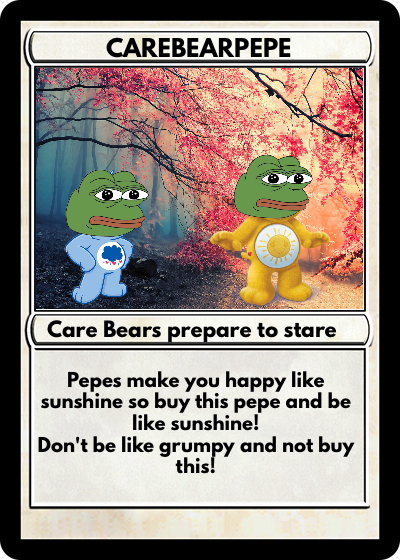 CAREBEARPEPE
Care Bears prepare to stare
Pepes make you happy like
sunshine so buy this pepe and be
like sunshine!
Don't be like grumpy and not buy
this!